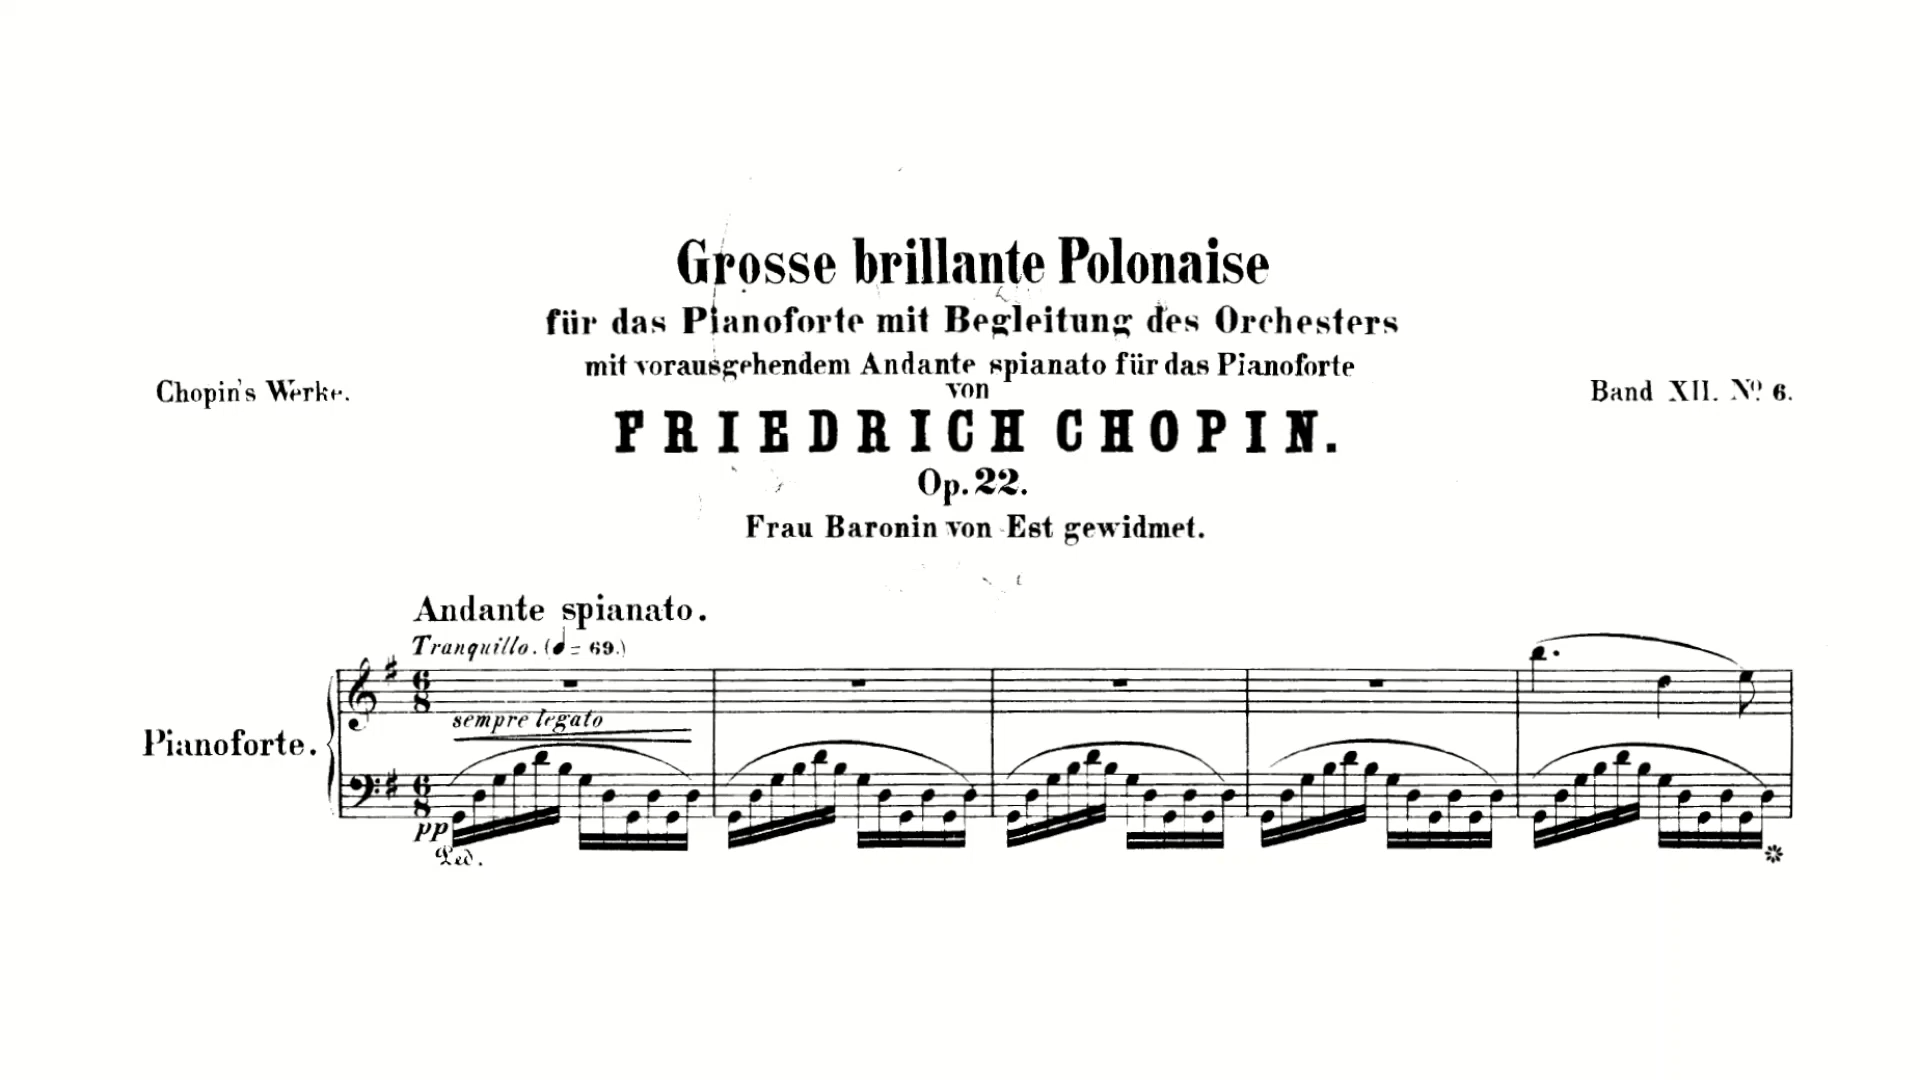 Grosse brillante Polonaise
für das Pianoforte mit Begleitung des Orchesters
mit vorausgehendem Andante spianato für das Pianoforte
von
Chopin's Werke.
Band XII. No. 6.
FRIEDRICH CHOPIN.
Op. 22.
Frau Baronin von Est gewidmet.
Andante spianato.
Tranquillo. (♩= 69.)
sempre legato
Pianoforte.
pp
Ped.